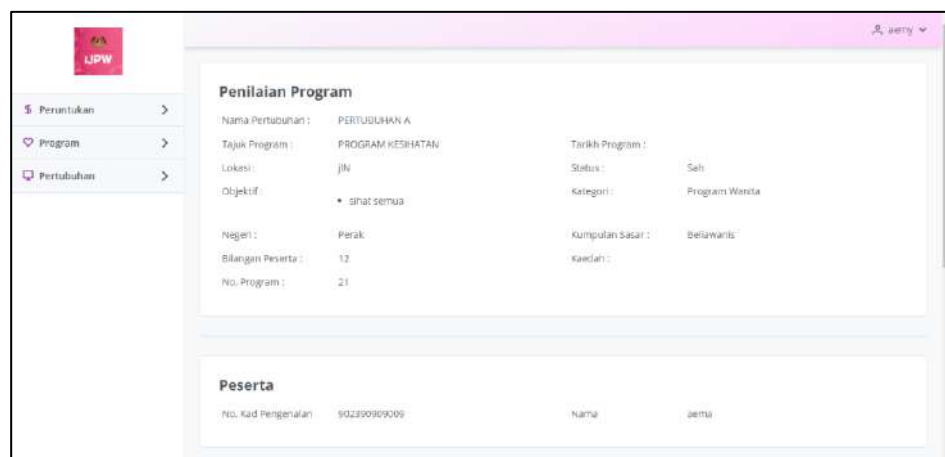 aemy
IJPW
Peruntukan
Program
Pertubuhan
Penilaian Program
Nama Pertubuhan : PERTUBUHAN A
Tajuk Program : PROGRAM KESIHATAN Tarikh Program :
Lokasi : jlN Status : Sah
Objektif : • sihat semua Kategori : Program Wanita
Negeri : Perak Kumpulan Sasar : Beliawanis
Bilangan Peserta : 12 Kaedah :
No. Program : 21
Peserta
No. Kad Pengenalan 902390909009 Nama aema